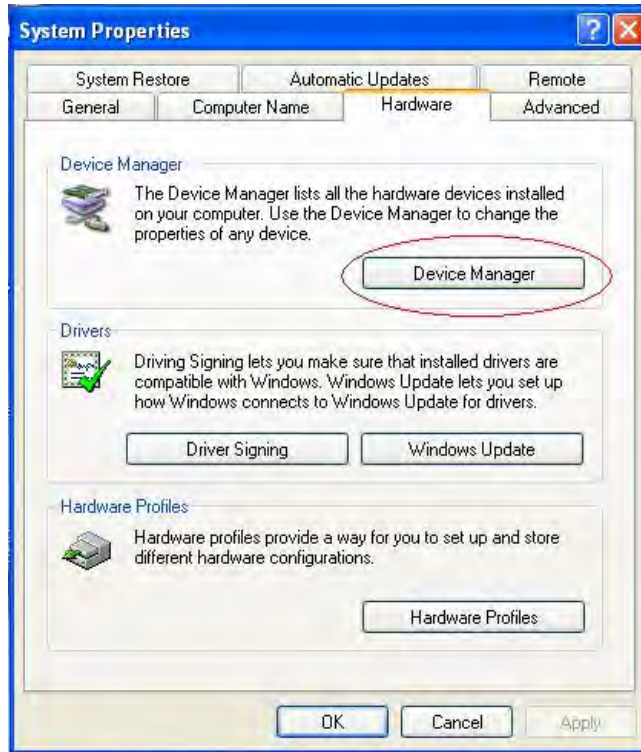 System Properties
System Restore Automatic Updates Remote
General Computer Name Hardware Advanced
Device Manager
The Device Manager lists all the hardware devices installed
on your computer. Use the Device Manager to change the
properties of any device.
Device Manager
Drivers
Driving Signing lets you make sure that installed drivers are
compatible with Windows. Windows Update lets you set up
how Windows connects to Windows Update for drivers.
Driver Signing Windows Update
Hardware Profiles
Hardware profiles provide a way for you to set up and store
different hardware configurations.
Hardware Profiles
OK Cancel Apply